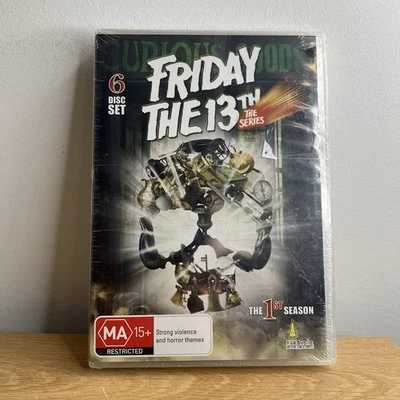 FRIDAY
THE 13TH
THE SERIES
6
DISC
SET
THE 1ST SEASON
MA 15+
RESTRICTED
Strong violence
and horror themes